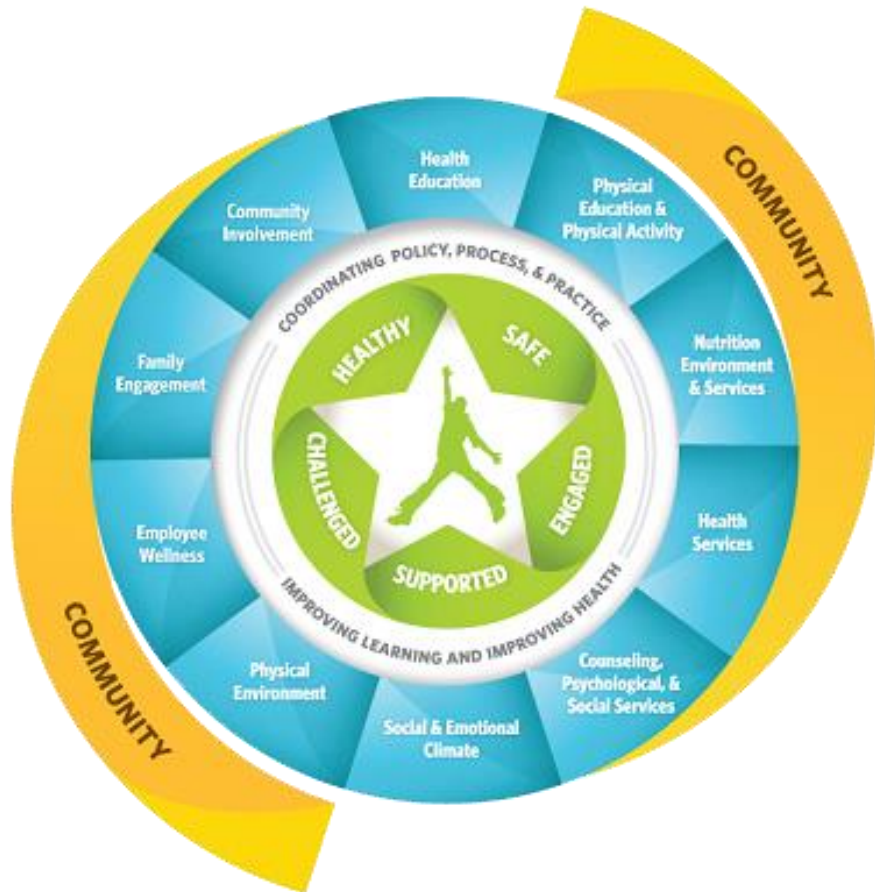 COMMUNITY
Health
Education
Physical
Education &
Physical Activity
Nutrition
Environment
& Services
Health
Services
Counseling,
Psychological, &
Social Services
Social & Emotional
Climate
Physical
Environment
Employee
Wellness
Family
Engagement
Community
Involvement
COORDINATING POLICY, PROCESS, & PRACTICE
IMPROVING LEARNING AND IMPROVING HEALTH
HEALTHY
SAFE
ENGAGED
SUPPORTED
CHALLENGED
COMMUNITY